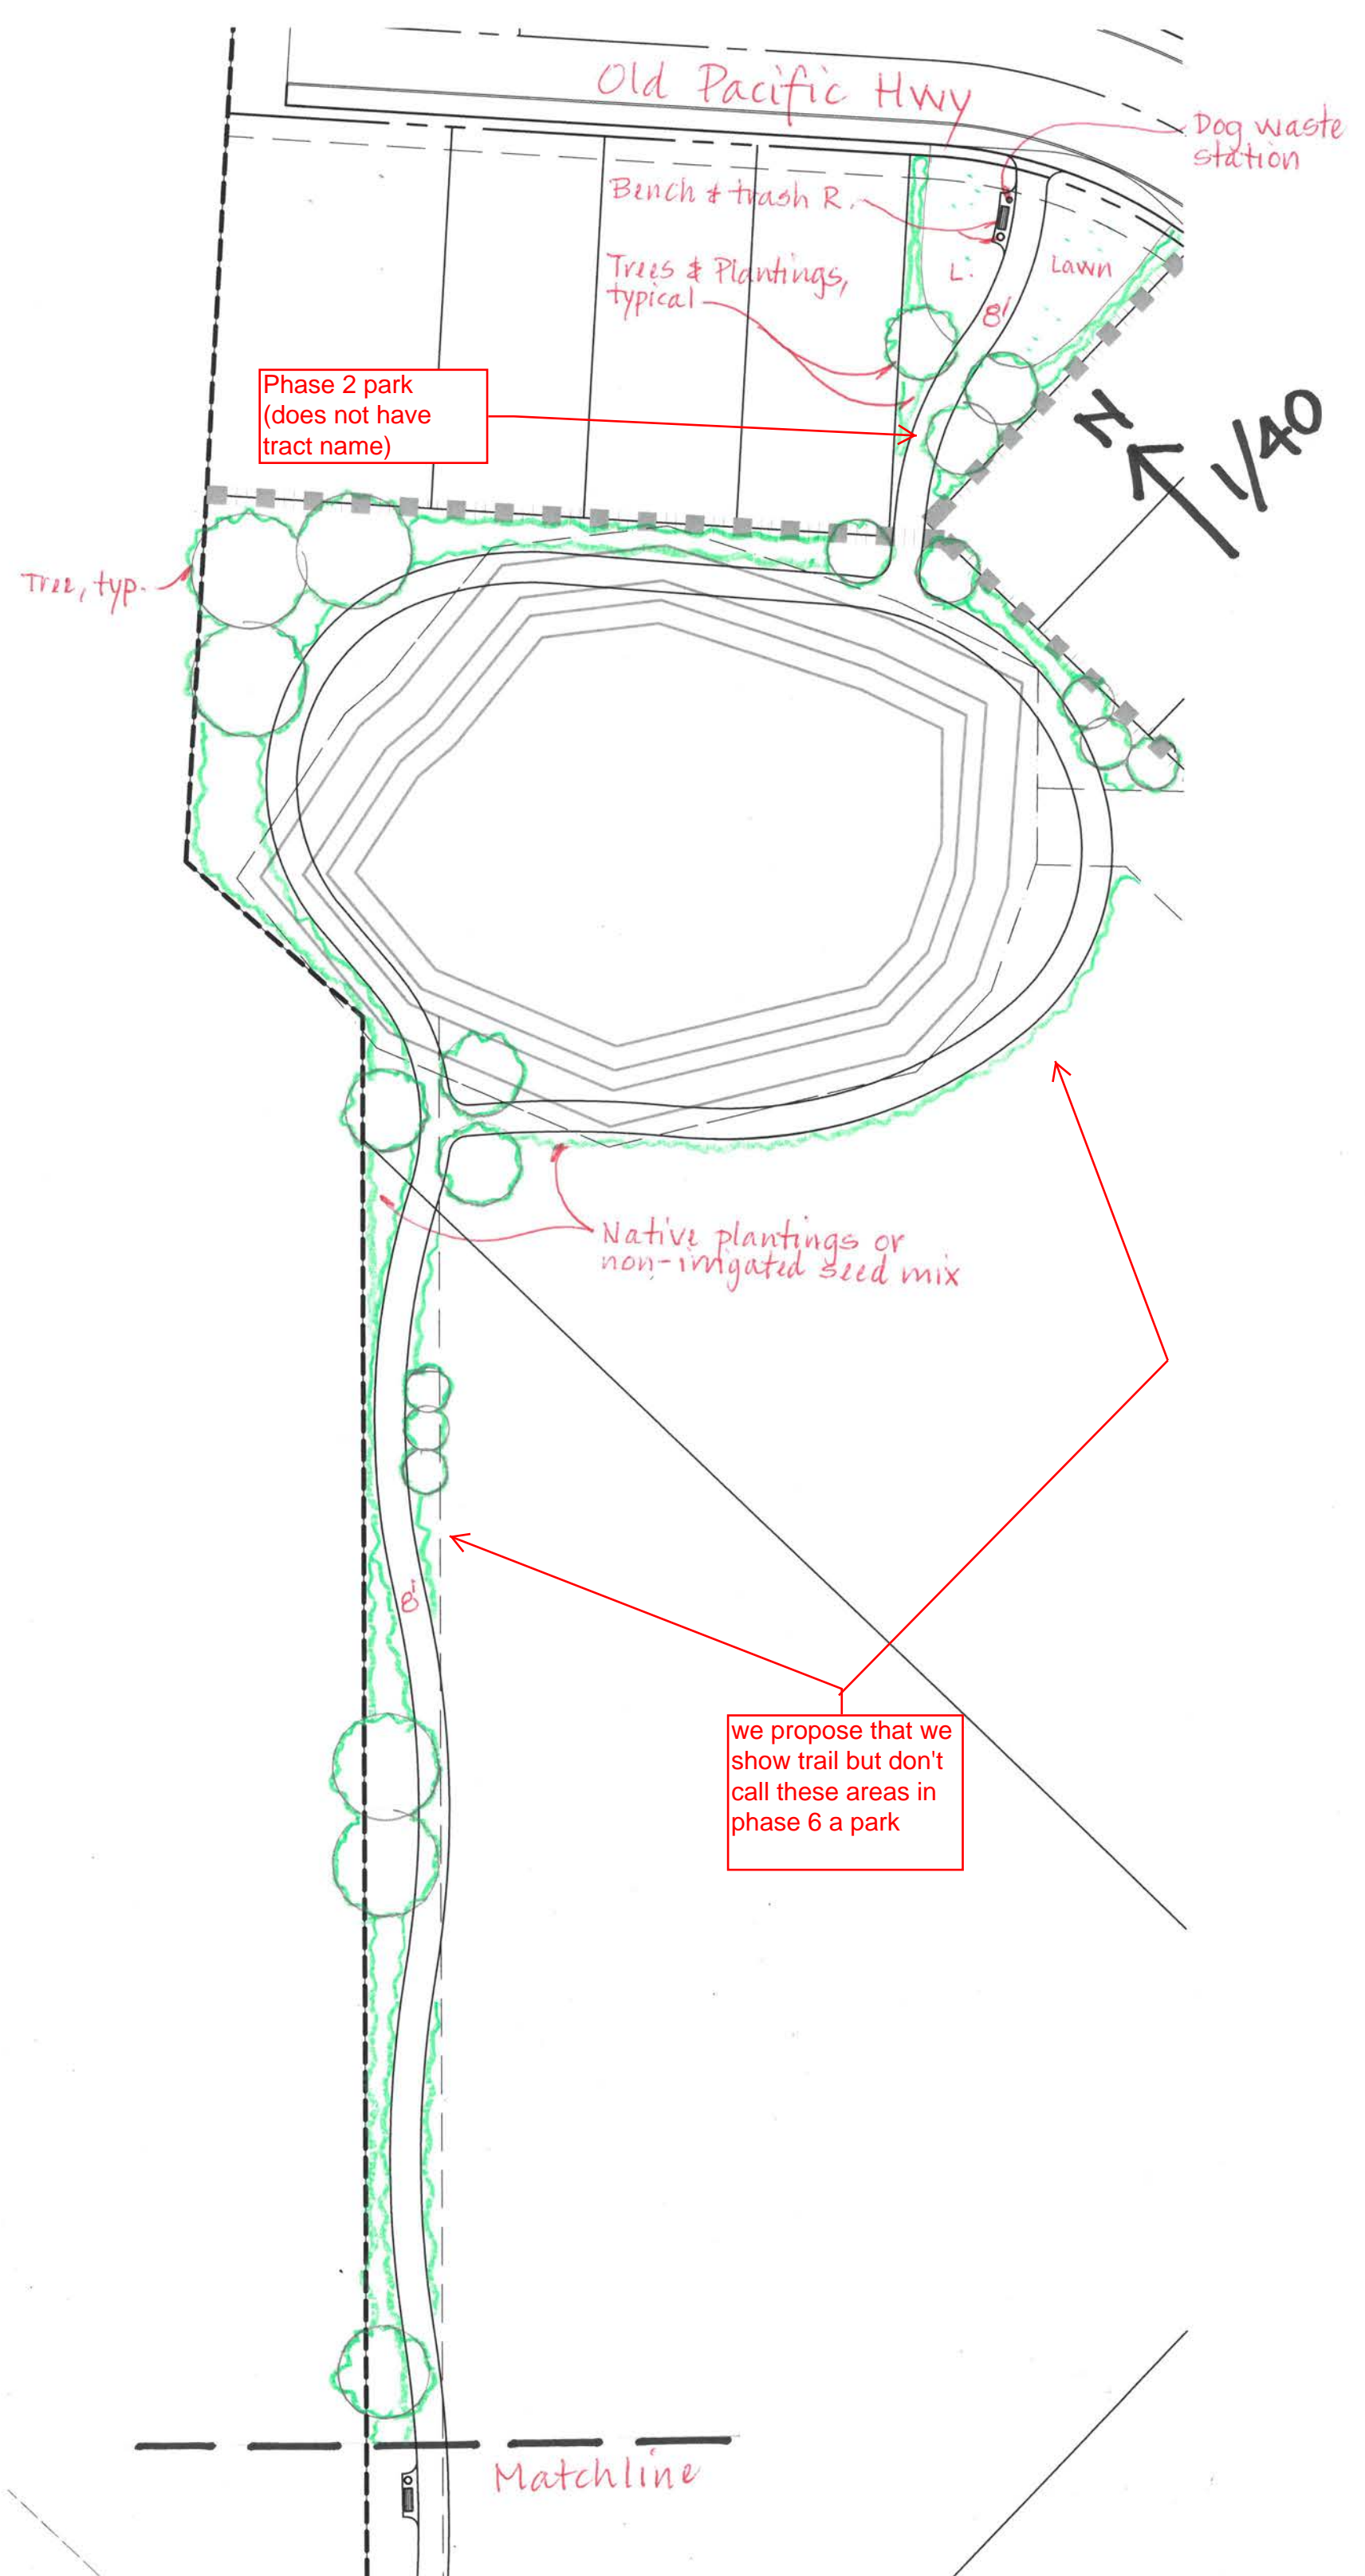 Old Pacific Hwy
Dog waste
station
Bench & trash R.
Trees & Plantings,
typical
L.
Lawn
8'
Phase 2 park
(does not have
tract name)
N
1/40
Tree, typ.
Native plantings or
non-irrigated seed mix
8'
we propose that we
show trail but don't
call these areas in
phase 6 a park
Matchline